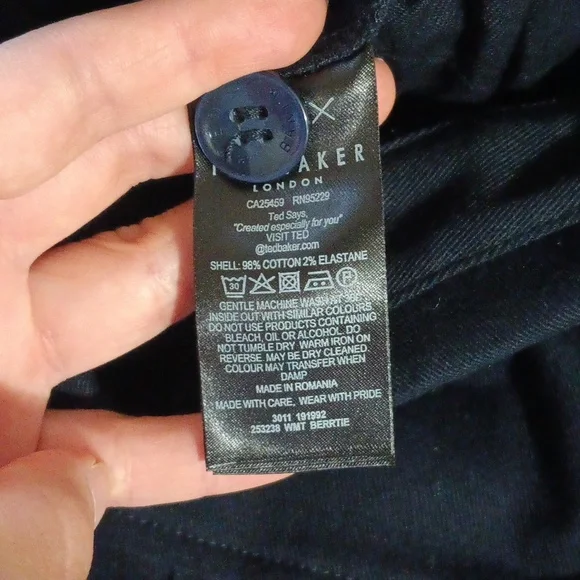 BAKER
LONDON
CA25459 RN95229
Ted Says,
"Created especially for you"
VISIT TED
@tedbaker.com
SHELL: 98% COTTON 2% ELASTANE
30
P
GENTLE MACHINE WASH AT 30°
INSIDE OUT WITH SIMILAR COLOURS
DO NOT USE PRODUCTS CONTAINING
BLEACH, OIL OR ALCOHOL. DO
NOT TUMBLE DRY WARM IRON ON
REVERSE MAY BE DRY CLEANED
COLOUR MAY TRANSFER WHEN
DAMP
MADE IN ROMANIA
MADE WITH CARE, WEAR WITH PRIDE
3011 191992
253238 WMT BERRTIE